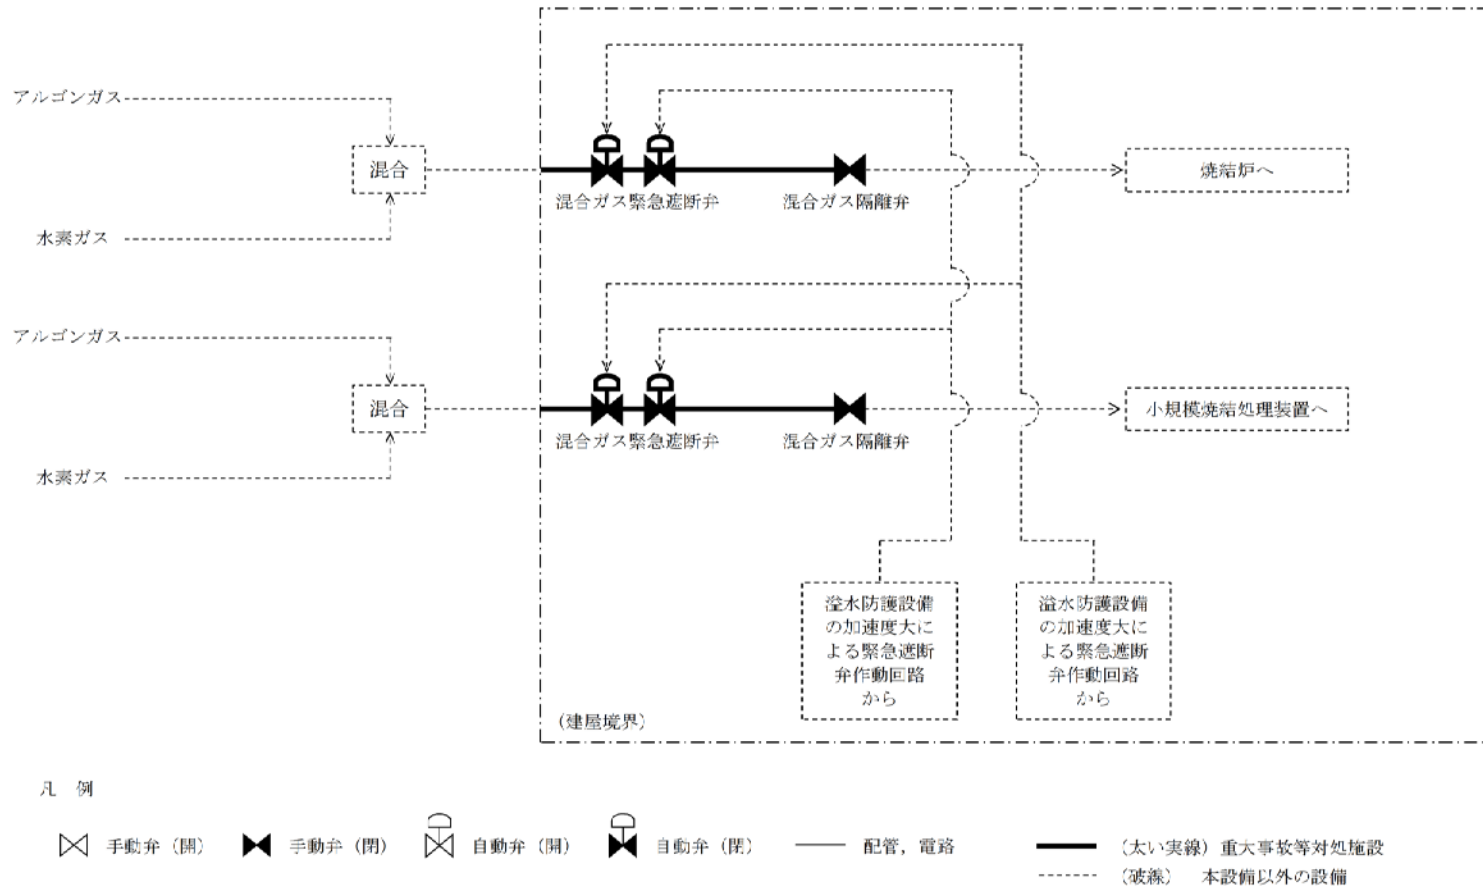 アルゴンガス
混合
水素ガス
混合ガス緊急遮断弁
混合ガス隔離弁
焼結炉へ
アルゴンガス
混合
水素ガス
混合ガス緊急遮断弁
混合ガス隔離弁
小規模焼結処理装置へ
溢水防護設備
の加速度大に
よる緊急遮断
弁作動回路
から
溢水防護設備
の加速度大に
よる緊急遮断
弁作動回路
から
(建屋境界)
凡 例
手動弁(開)
手動弁(閉)
自動弁(開)
自動弁(閉)
配管,電路
(太い実線)重大事故等対処施設
(破線) 本設備以外の設備